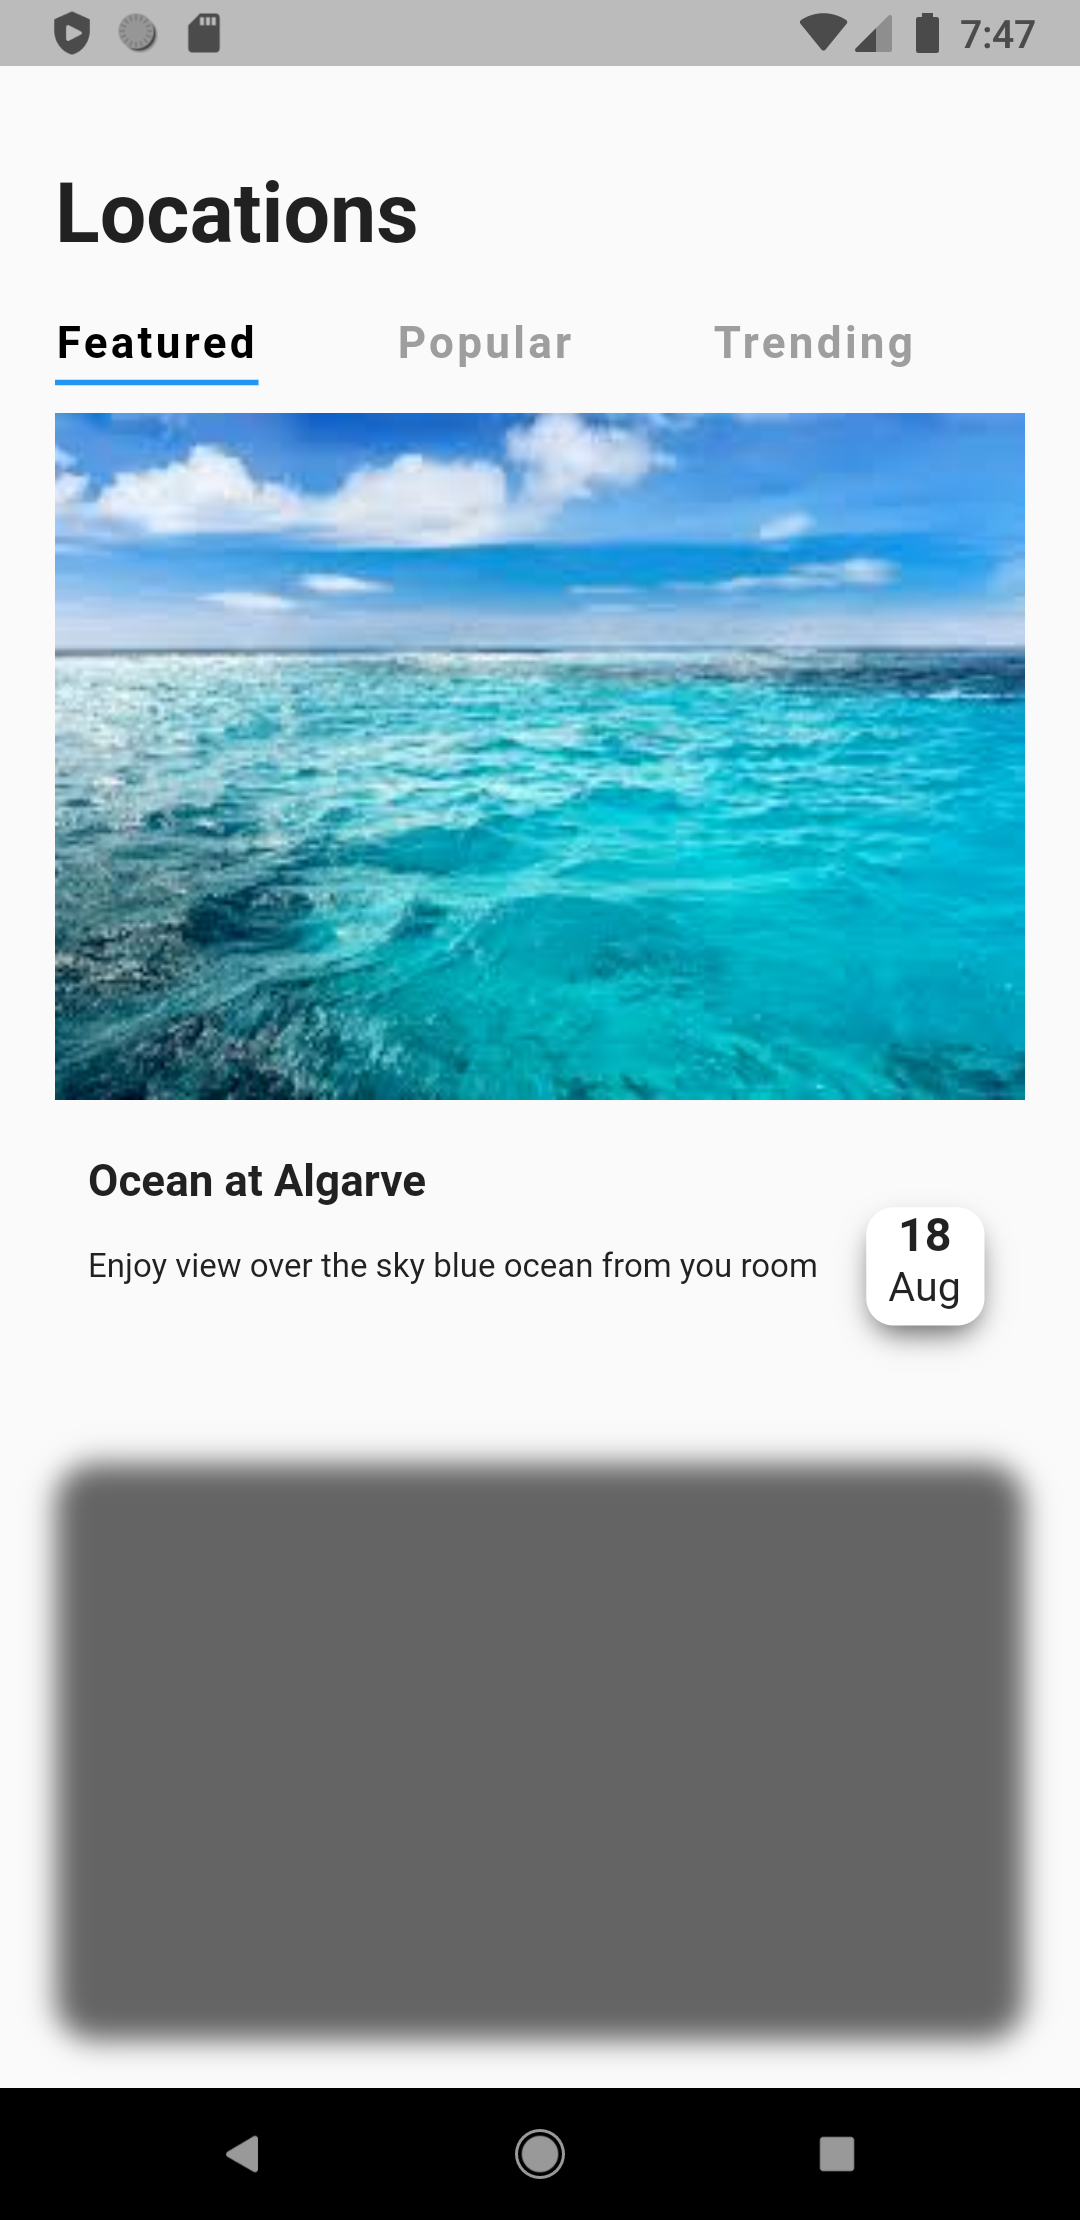 7:47
Locations
Featured Popular Trending
Ocean at Algarve
Enjoy view over the sky blue ocean from you room
18
Aug